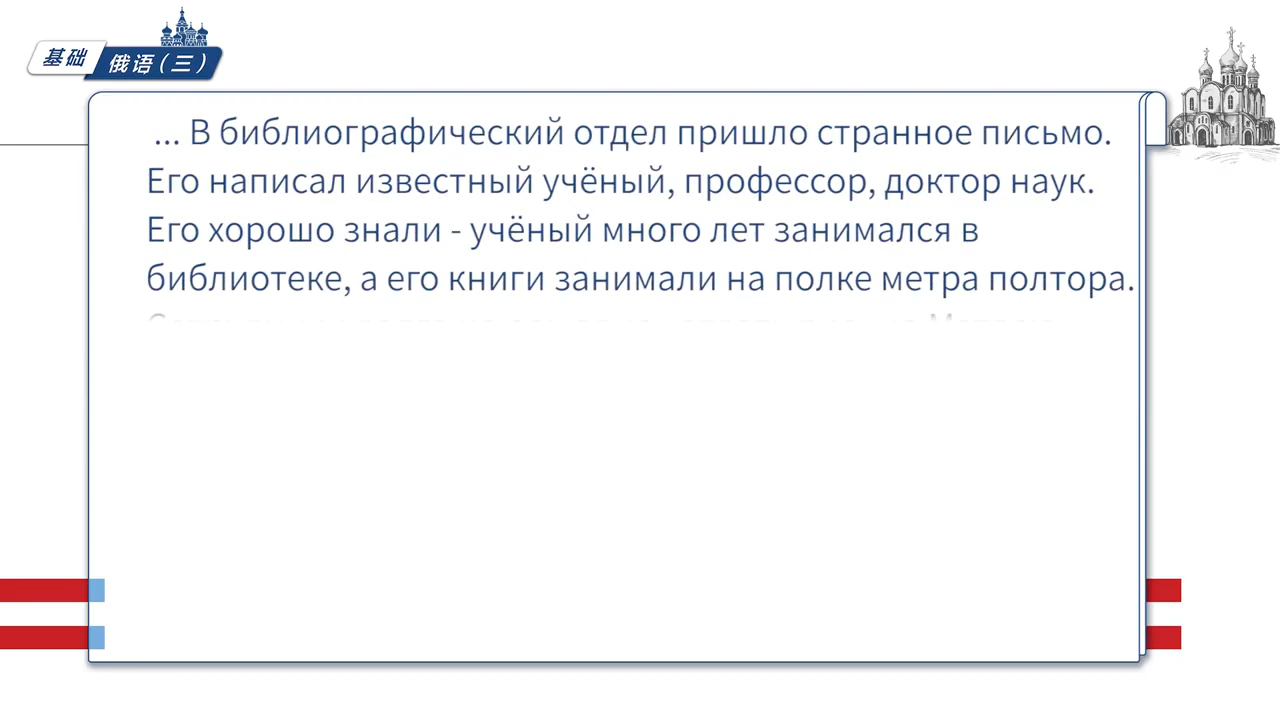 基础
俄语(三)
... В библиографический отдел пришло странное письмо.
Его написал известный учёный, профессор, доктор наук.
Его хорошо знали - учёный много лет занимался в
библиотеке, а его книги занимали на полке метра полтора.